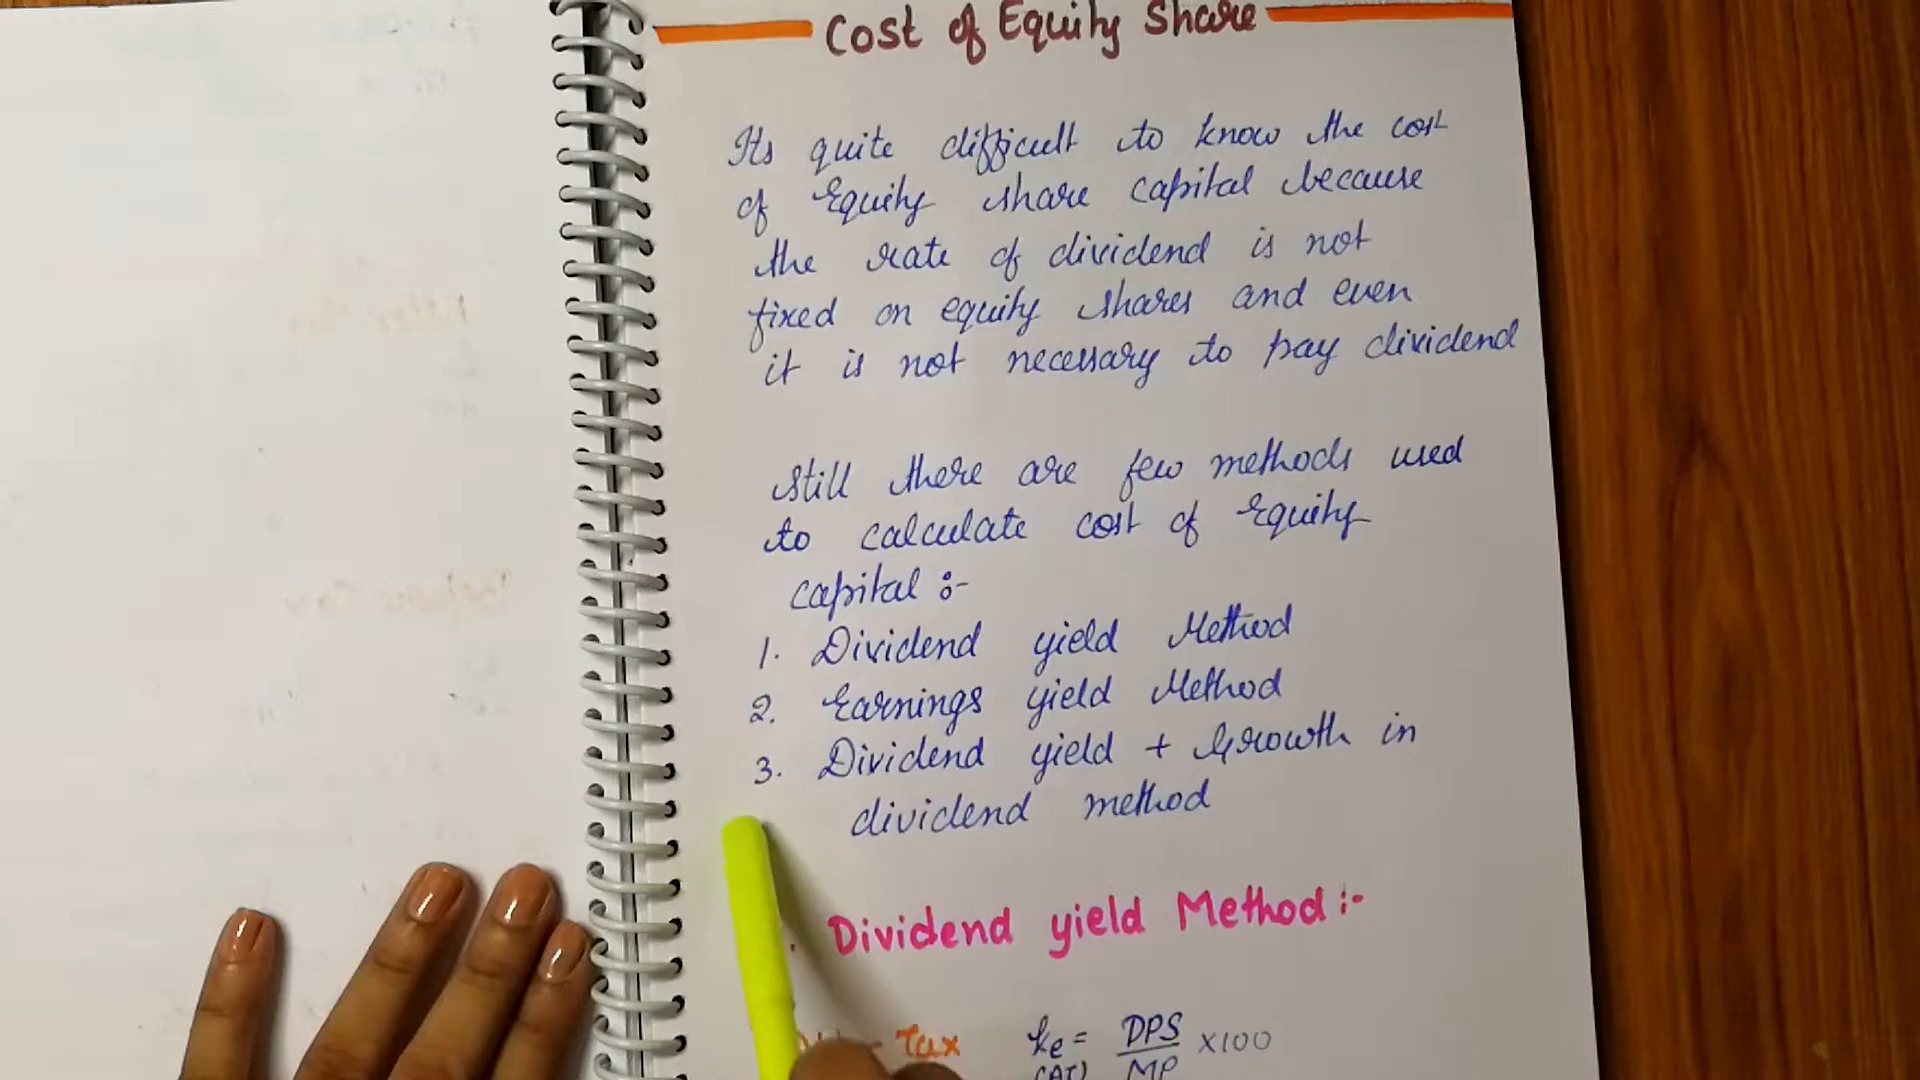 Cost of Equity Share
Its quite difficult to know the cost
of Equity share capital because
the rate of dividend is not
fixed on equity shares and even
it is not necessary to pay dividend
still there are few methods used
to calculate cost of Equity
capital :-
1. Dividend yield Method
2. Earnings yield Method
3. Dividend yield + Growth in
dividend method
Dividend yield Method :-
Tax Ke = DPS X100
(AT) MP